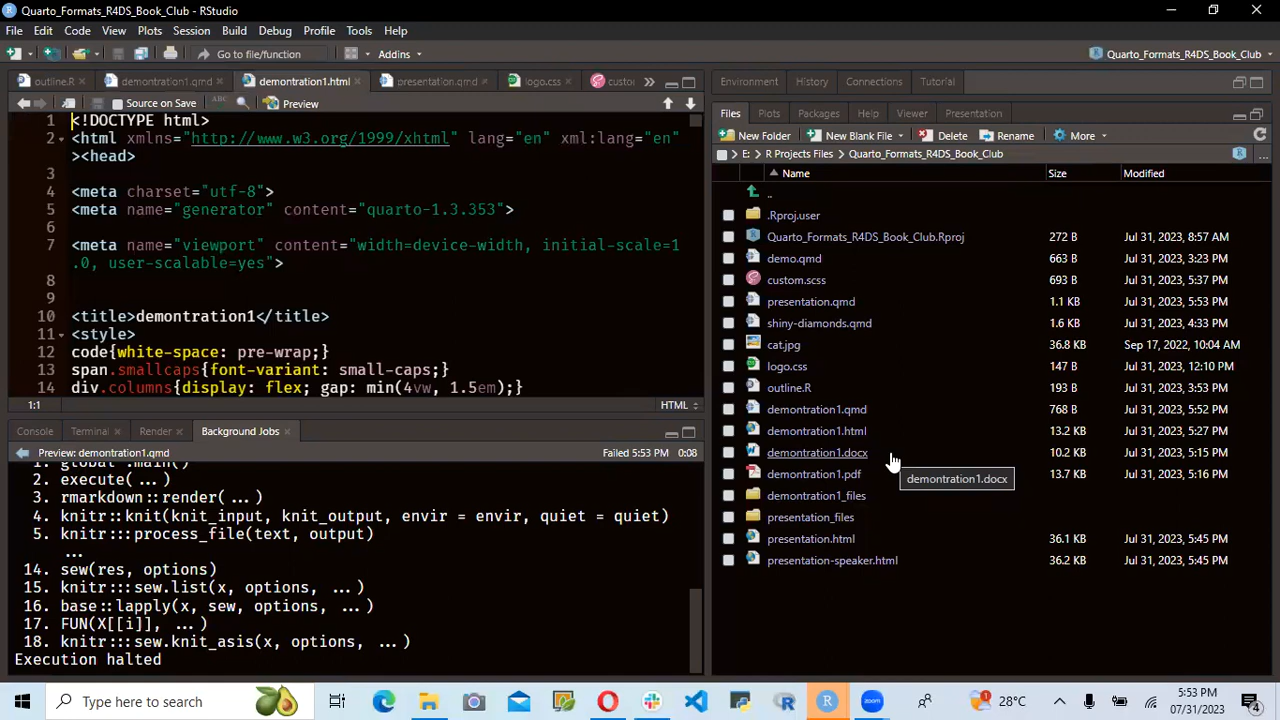 Quarto_Formats_R4DS_Book_Club - RStudio
File Edit Code View Plots Session Build Debug Profile Tools Help
Go to file/function Addins Quarto_Formats_R4DS_Book_Club
outline.R demontration1.qmd demontration1.html presentation.qmd logo.css custo
Source on Save Preview
1 <!DOCTYPE html>
2 <html xmlns="http://www.w3.org/1999/xhtml" lang="en" xml:lang="en"
><head>
3
4 <meta charset="utf-8">
5 <meta name="generator" content="quarto-1.3.353">
6
7 <meta name="viewport" content="width=device-width, initial-scale=1
.0, user-scalable=yes">
8
9
10 <title>demontration1</title>
11 <style>
12 code{white-space: pre-wrap;}
13 span.smallcaps{font-variant: small-caps;}
14 div.columns{display: flex; gap: min(4vw, 1.5em);}
1:1 HTML
Console Terminal Render Background Jobs
Preview: demontration1.qmd Failed 5:53 PM 0:08
1. global .main()
2. execute( ... )
3. rmarkdown::render( ... )
4. knitr::knit(knit_input, knit_output, envir = envir, quiet = quiet)
5. knitr:::process_file(text, output)
...
14. sew(res, options)
15. knitr:::sew.list(x, options, ...)
16. base::lapply(x, sew, options, ...)
17. FUN(X[[i]], ...)
18. knitr:::sew.knit_asis(x, options, ...)
Execution halted
Environment History Connections Tutorial
Files Plots Packages Help Viewer Presentation
New Folder New Blank File Delete Rename More
E: R Projects Files Quarto_Formats_R4DS_Book_Club ...
Name Size Modified
..
.Rproj.user
Quarto_Formats_R4DS_Book_Club.Rproj 272 B Jul 31, 2023, 8:57 AM
demo.qmd 663 B Jul 31, 2023, 3:23 PM
custom.scss 693 B Jul 31, 2023, 5:37 PM
presentation.qmd 1.1 KB Jul 31, 2023, 5:53 PM
shiny-diamonds.qmd 1.6 KB Jul 31, 2023, 4:33 PM
cat.jpg 36.8 KB Sep 17, 2022, 10:04 AM
logo.css 147 B Jul 31, 2023, 12:10 PM
outline.R 193 B Jul 31, 2023, 3:53 PM
demontration1.qmd 768 B Jul 31, 2023, 5:52 PM
demontration1.html 13.2 KB Jul 31, 2023, 5:27 PM
demontration1.docx 10.2 KB Jul 31, 2023, 5:15 PM
demontration1.docx
demontration1.pdf 13.7 KB Jul 31, 2023, 5:16 PM
demontration1_files
presentation_files
presentation.html 36.1 KB Jul 31, 2023, 5:45 PM
presentation-speaker.html 36.2 KB Jul 31, 2023, 5:45 PM
Type here to search 28°C 5:53 PM
07/31/2023 4